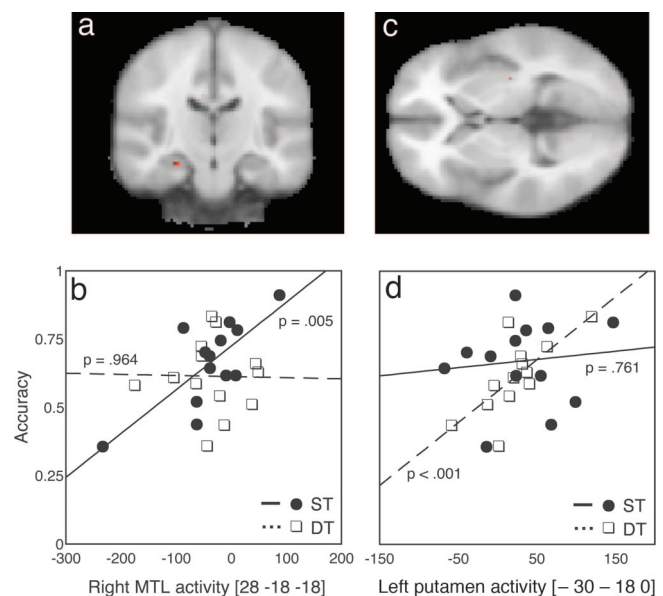 a
c
b
d
1
0.75
0.5
0.25
0
Accuracy
p = .005
p = .964
ST
DT
-300
-200
-100
0
100
200
Right MTL activity [28 -18 -18]
p = .761
p < .001
ST
DT
-150
-50
50
150
Left putamen activity [– 30 – 18 0]